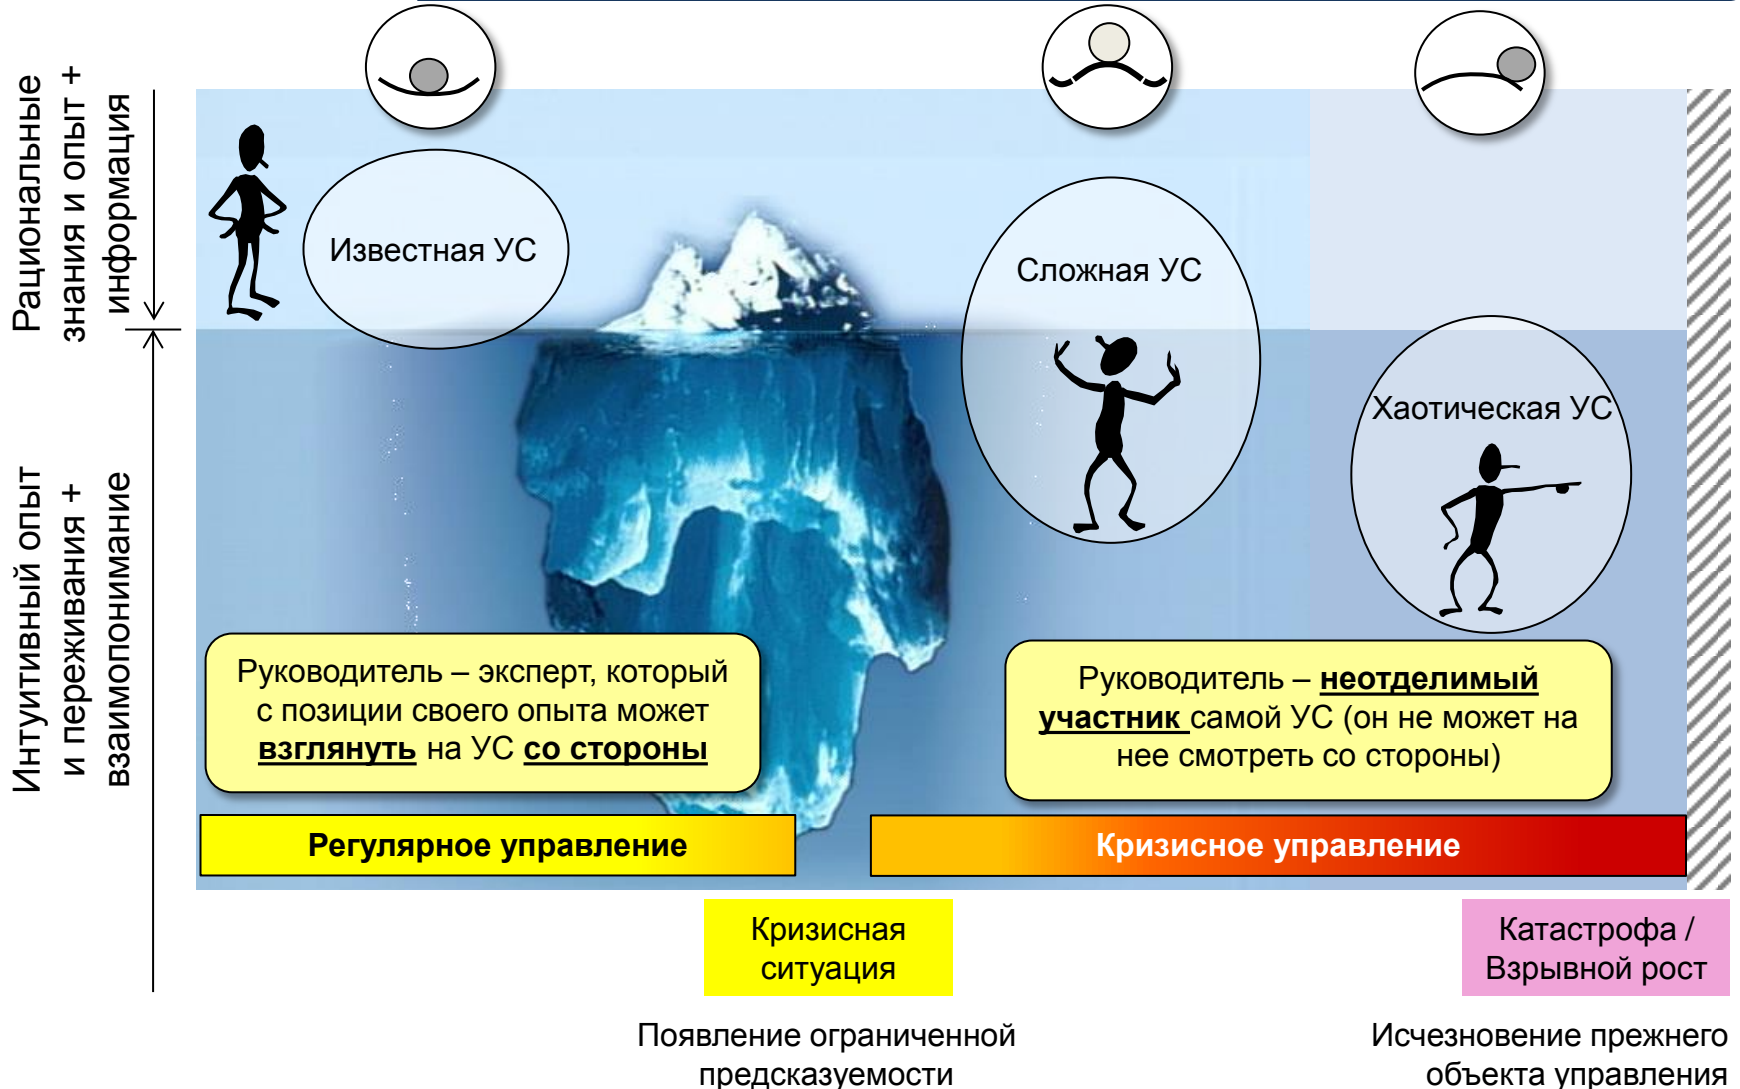 Рациональные
знания и опыт +
информация
Интуитивный опыт
и переживания +
взаимопонимание
Известная УС
Сложная УС
Хаотическая УС
Руководитель – эксперт, который
с позиции своего опыта может
взглянуть на УС со стороны
Руководитель – неотделимый
участник самой УС (он не может на
нее смотреть со стороны)
Регулярное управление
Кризисное управление
Кризисная
ситуация
Катастрофа /
Взрывной рост
Появление ограниченной
предсказуемости
Исчезновение прежнего
объекта управления